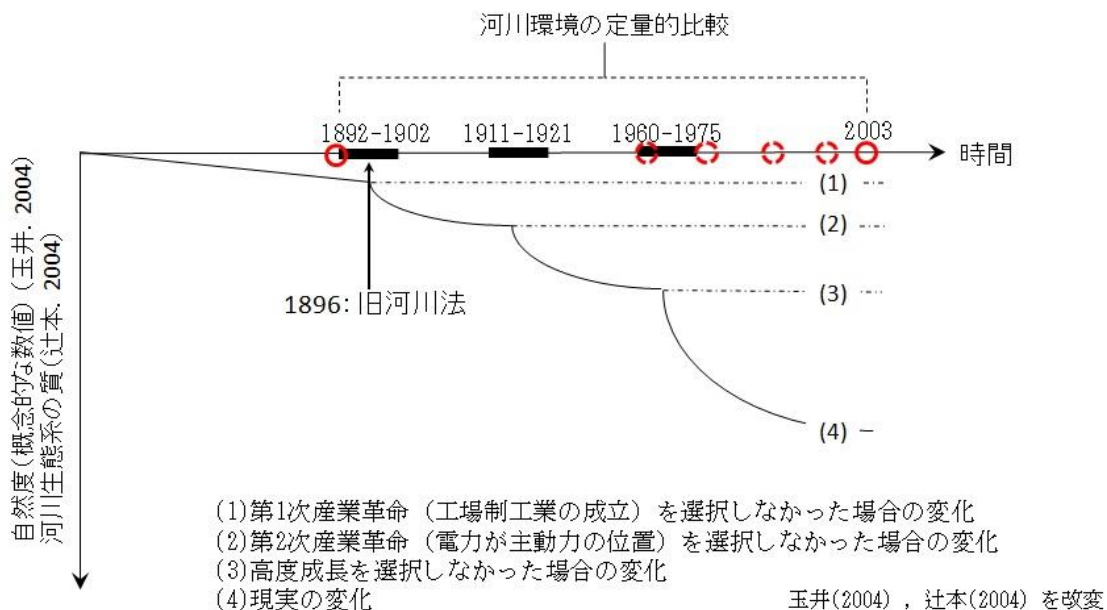 河川環境の定量的比較
1892-1902
1911-1921
1960-1975
2003
時間
(1)
(2)
(3)
(4)
1896:旧河川法
自然度(概念的な数値)(玉井.2004)
河川生態系の質(辻本.2004)
(1)第1次産業革命（工場制工業の成立）を選択しなかった場合の変化
(2)第2次産業革命（電力が主動力の位置）を選択しなかった場合の変化
(3)高度成長を選択しなかった場合の変化
(4)現実の変化
玉井(2004) , 辻本(2004) を改変